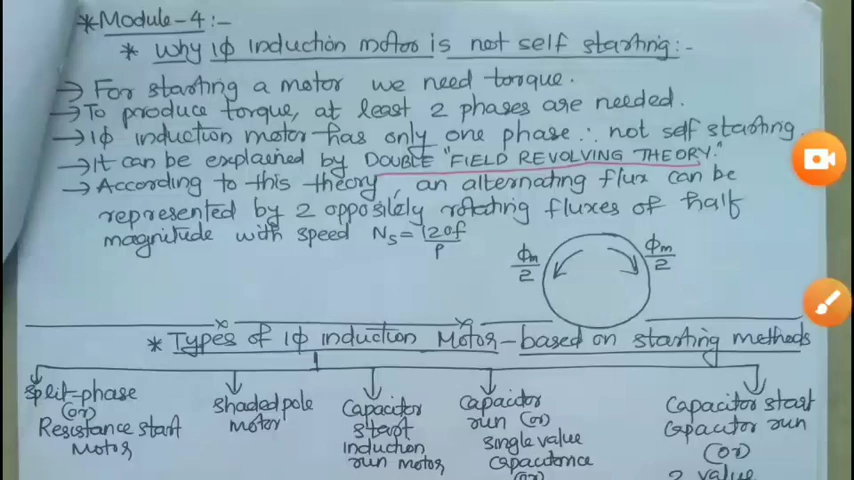 *Module-4:-
* Why 1ϕ induction motor is not self starting:-
→ For starting a motor we need torque.
→ To produce torque, at least 2 phases are needed.
→ 1ϕ induction motor has only one phase ∴ not self starting.
→ It can be explained by DOUBLE "FIELD REVOLVING THEORY."
→ According to this theory, an alternating flux can be
represented by 2 oppositely rotating fluxes of half
magnitude with speed Ns = 120f/P
ϕm/2 ϕm/2
* Types of 1ϕ induction Motor - based on starting methods
split-phase
(or)
Resistance start
Motor
shaded pole
motor
Capacitor
start
induction
run motor
Capacitor
run (or)
single value
capacitance
(or)
Capacitor start
capacitor run
(or)
2 value